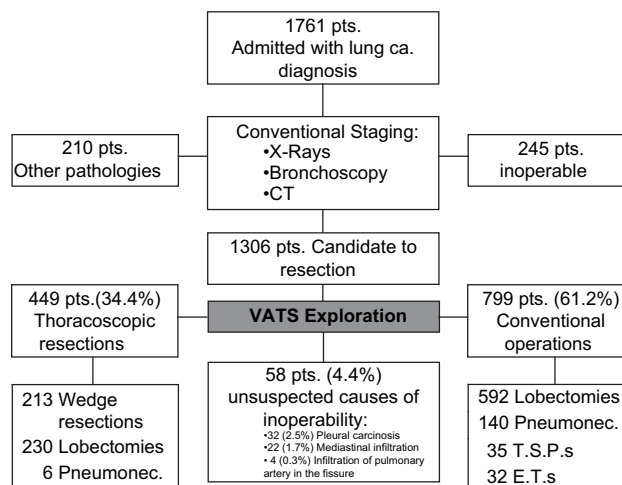 1761 pts.
Admitted with lung ca.
diagnosis
210 pts.
Other pathologies
Conventional Staging:
•X-Rays
•Bronchoscopy
•CT
245 pts.
inoperable
1306 pts. Candidate to
resection
449 pts.(34.4%)
Thoracoscopic
resections
VATS Exploration
799 pts. (61.2%)
Conventional
operations
213 Wedge
resections
230 Lobectomies
6 Pneumonec.
58 pts. (4.4%)
unsuspected causes of
inoperability:
•32 (2.5%) Pleural carcinosis
•22 (1.7%) Mediastinal infiltration
• 4 (0.3%) Infiltration of pulmonary
artery in the fissure
592 Lobectomies
140 Pneumonec.
35 T.S.P.s
32 E.T.s